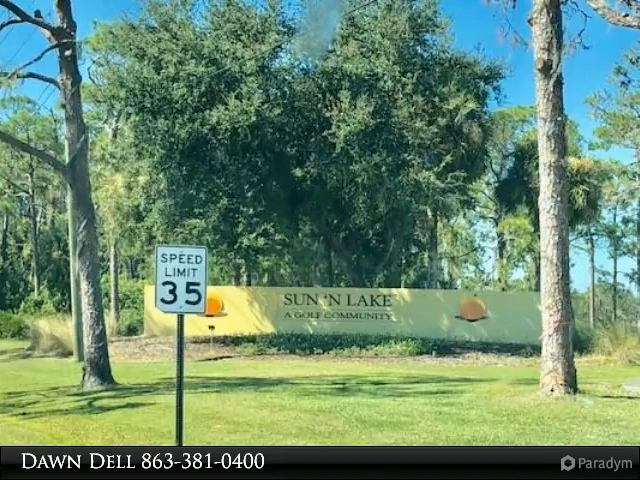 SPEED
LIMIT
35
SUN 'N LAKE
A GOLF COMMUNITY
DAWN DELL 863-381-0400
Paradym